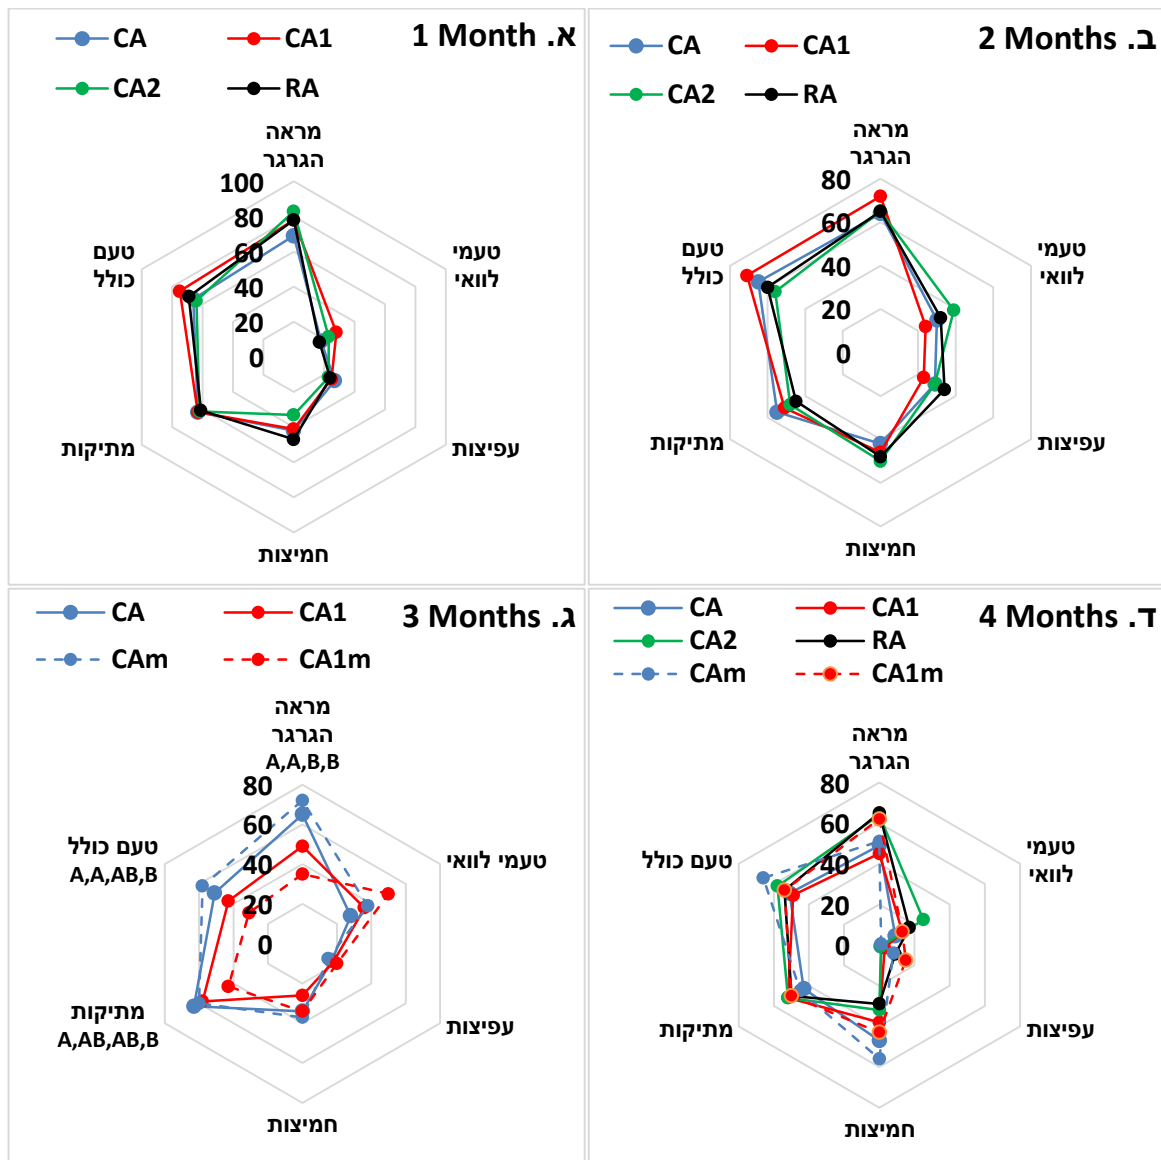 א. 1 Month
CA
CA1
CA2
RA
מראה
הגרגר
100
80
60
40
20
0
טעמי
לוואי
עפיצות
חמיצות
מתיקות
טעם
כולל
ב. 2 Months
CA
CA1
CA2
RA
מראה
הגרגר
80
60
40
20
0
טעמי
לוואי
עפיצות
חמיצות
מתיקות
טעם
כולל
ג. 3 Months
CA
CA1
CAm
CA1m
מראה
הגרגר
A,A,B,B
80
60
40
20
0
טעמי לוואי
עפיצות
חמיצות
מתיקות
A,AB,AB,B
טעם כולל
A,A,AB,B
ד. 4 Months
CA
CA1
CA2
RA
CAm
CA1m
מראה
הגרגר
80
60
40
20
0
טעמי
לוואי
עפיצות
חמיצות
מתיקות
טעם כולל